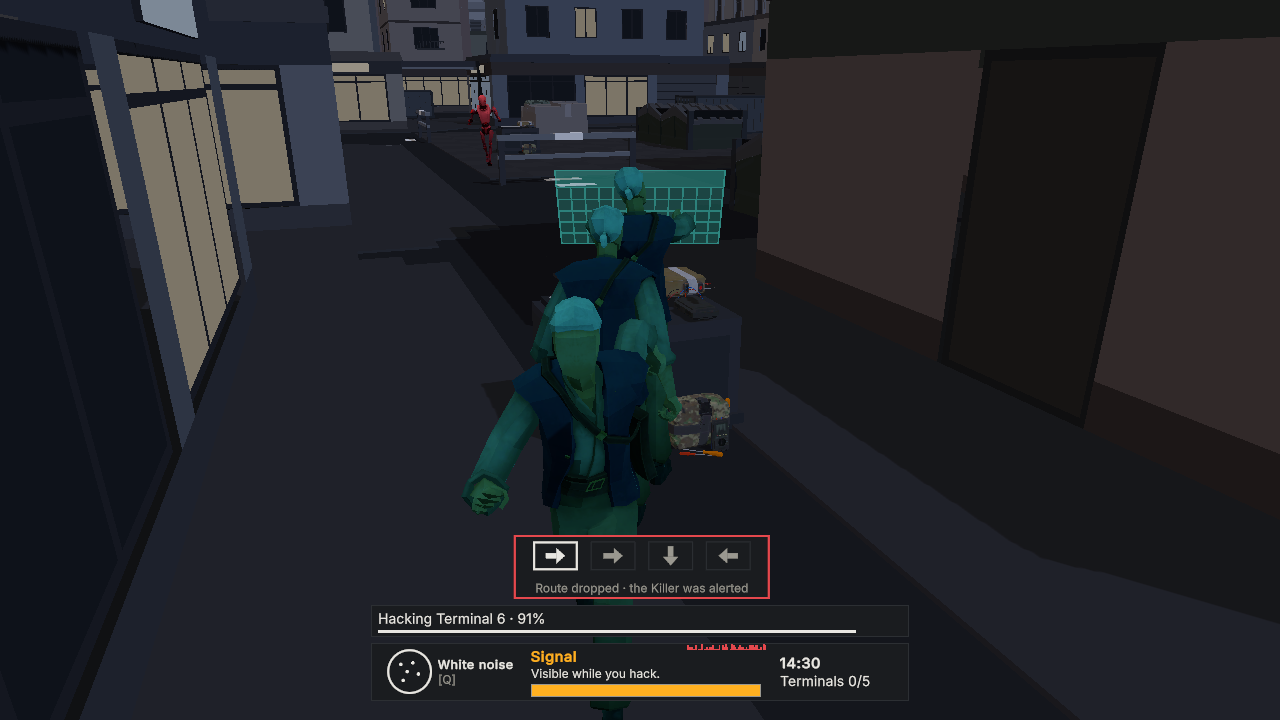 Route dropped · the Killer was alerted
Hacking Terminal 6 · 91%
White noise
[Q]
Signal
Visible while you hack.
14:30
Terminals 0/5